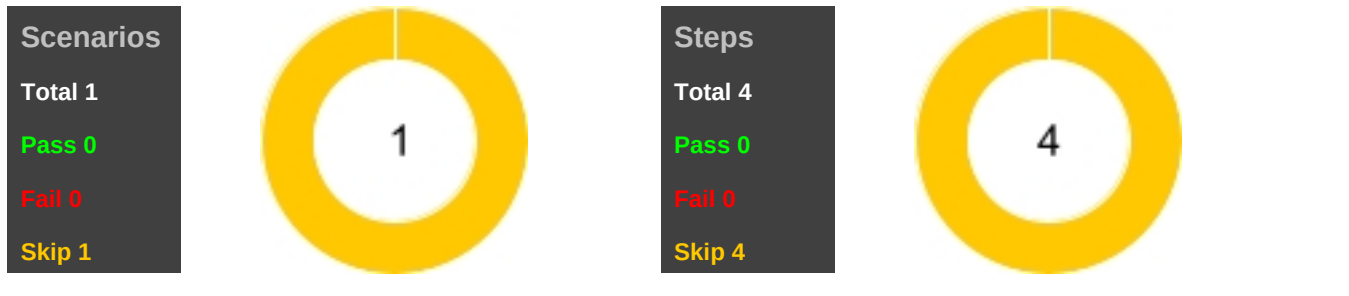 Scenarios
Total 1
Pass 0
Fail 0
Skip 1
1
Steps
Total 4
Pass 0
Fail 0
Skip 4
4